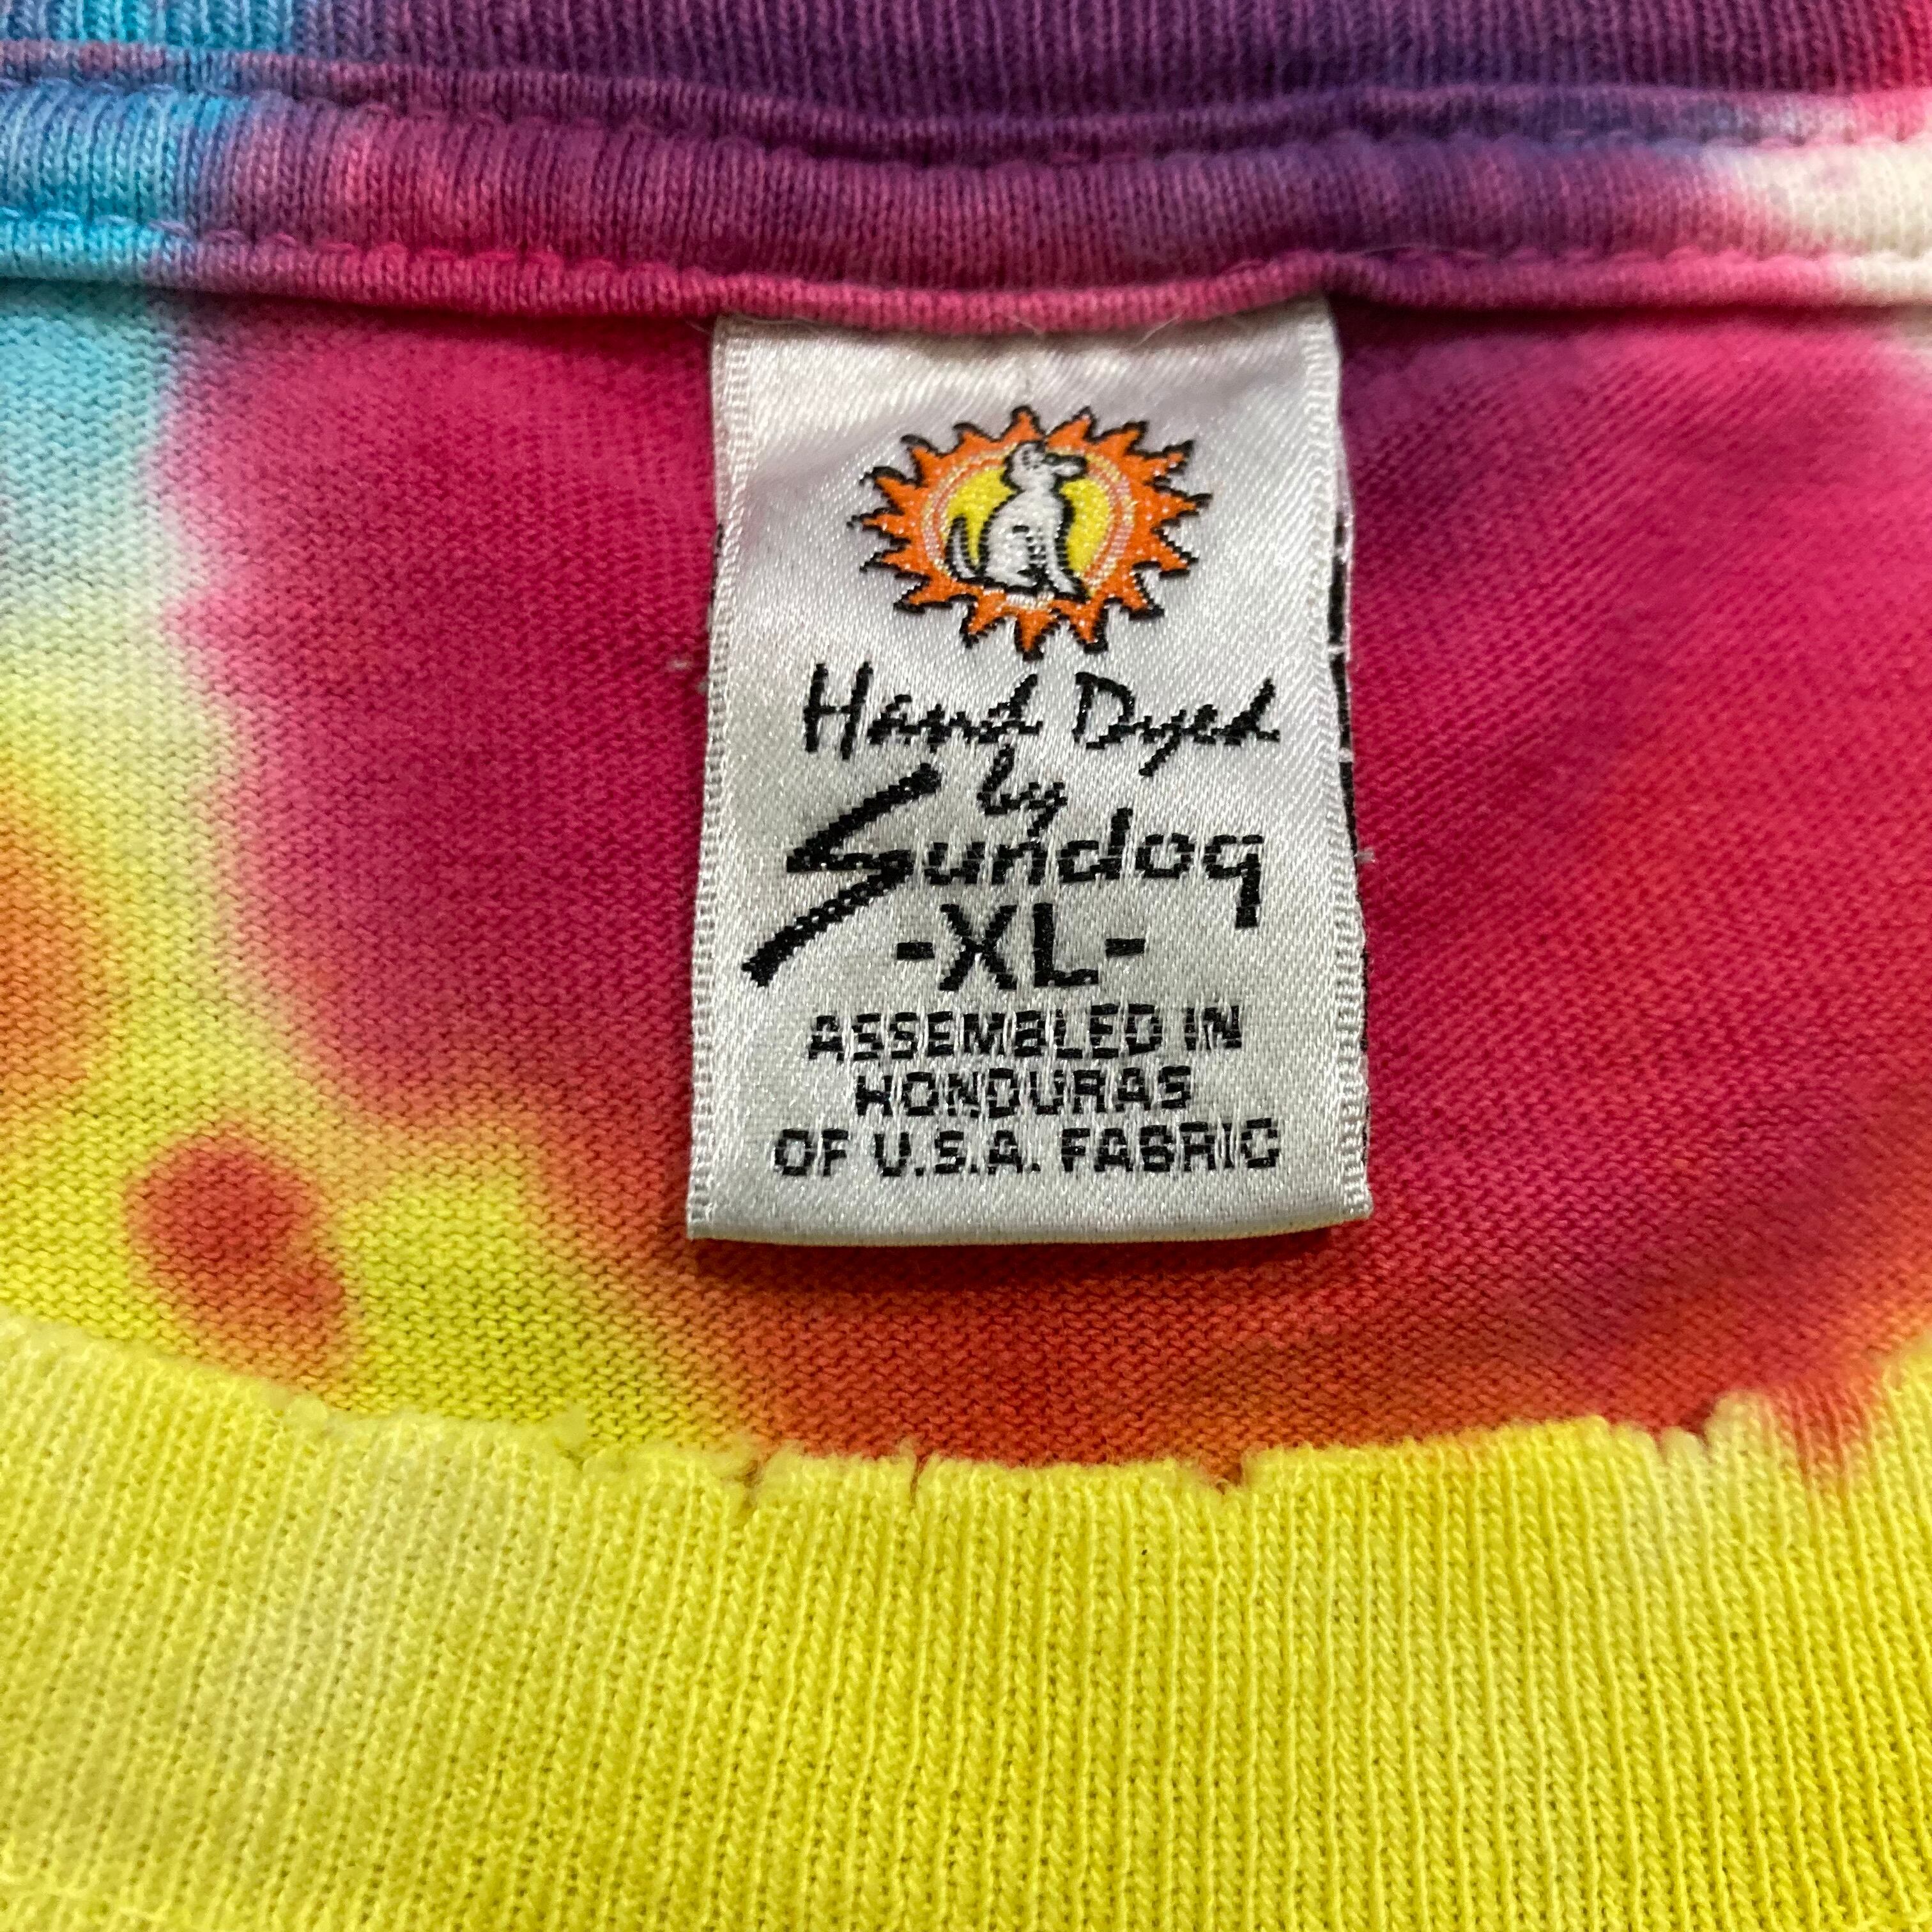 Hand Dyed
by
Sundog
-XL-
ASSEMBLED IN
HONDURAS
OF U.S.A. FABRIC